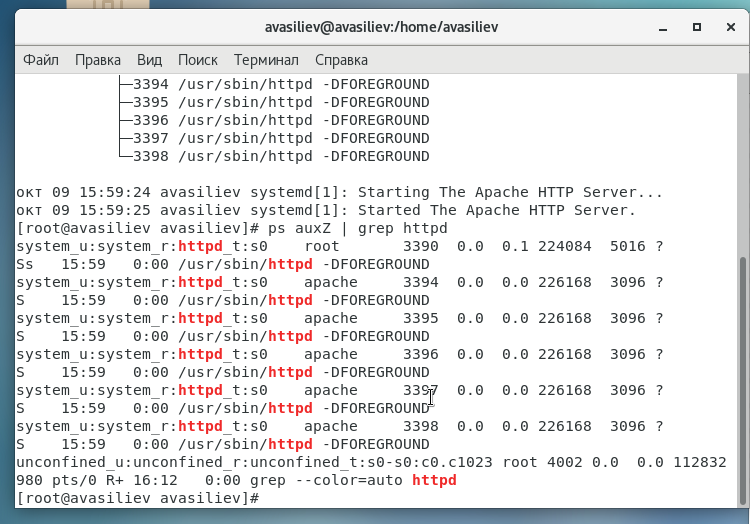 avasiliev@avasiliev:/home/avasiliev
Файл Правка Вид Поиск Терминал Справка
├─3394 /usr/sbin/httpd -DFOREGROUND
├─3395 /usr/sbin/httpd -DFOREGROUND
├─3396 /usr/sbin/httpd -DFOREGROUND
├─3397 /usr/sbin/httpd -DFOREGROUND
└─3398 /usr/sbin/httpd -DFOREGROUND
окт 09 15:59:24 avasiliev systemd[1]: Starting The Apache HTTP Server...
окт 09 15:59:25 avasiliev systemd[1]: Started The Apache HTTP Server.
[root@avasiliev avasiliev]# ps auxZ | grep httpd
system_u:system_r:httpd_t:s0    root       3390  0.0  0.1 224084  5016 ?
Ss   15:59   0:00 /usr/sbin/httpd -DFOREGROUND
system_u:system_r:httpd_t:s0    apache     3394  0.0  0.0 226168  3096 ?
S    15:59   0:00 /usr/sbin/httpd -DFOREGROUND
system_u:system_r:httpd_t:s0    apache     3395  0.0  0.0 226168  3096 ?
S    15:59   0:00 /usr/sbin/httpd -DFOREGROUND
system_u:system_r:httpd_t:s0    apache     3396  0.0  0.0 226168  3096 ?
S    15:59   0:00 /usr/sbin/httpd -DFOREGROUND
system_u:system_r:httpd_t:s0    apache     3397  0.0  0.0 226168  3096 ?
S    15:59   0:00 /usr/sbin/httpd -DFOREGROUND
system_u:system_r:httpd_t:s0    apache     3398  0.0  0.0 226168  3096 ?
S    15:59   0:00 /usr/sbin/httpd -DFOREGROUND
unconfined_u:unconfined_r:unconfined_t:s0-s0:c0.c1023 root 4002 0.0  0.0 112832
980 pts/0 R+ 16:12   0:00 grep --color=auto httpd
[root@avasiliev avasiliev]#